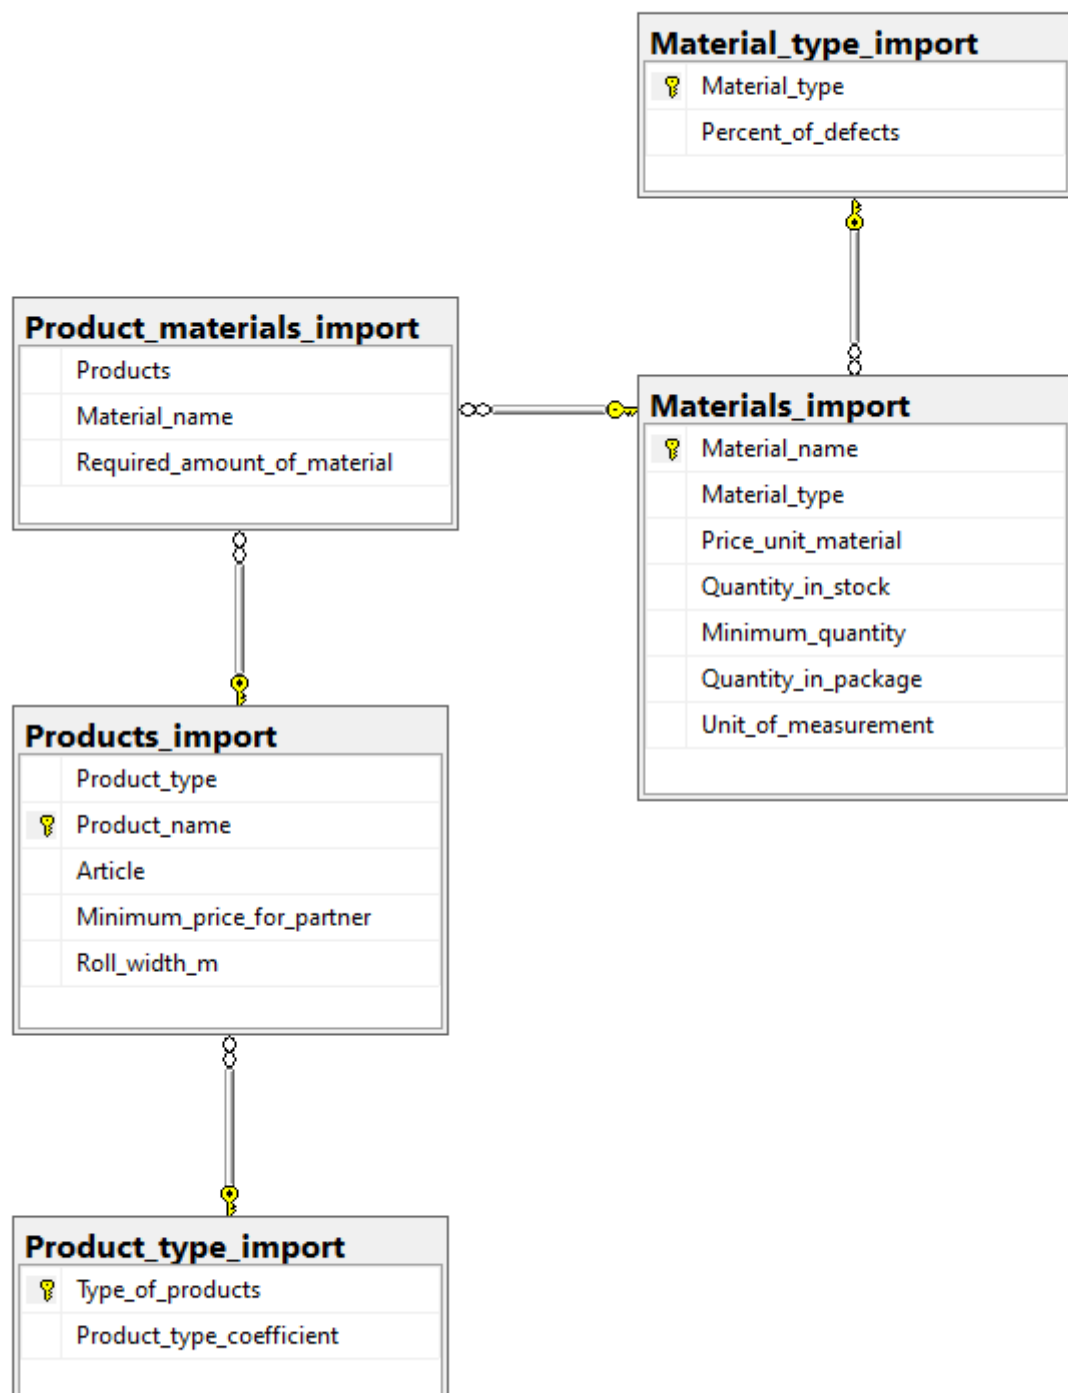 Material_type_import
Material_type
Percent_of_defects
Product_materials_import
Products
Material_name
Required_amount_of_material
Materials_import
Material_name
Material_type
Price_unit_material
Quantity_in_stock
Minimum_quantity
Quantity_in_package
Unit_of_measurement
Products_import
Product_type
Product_name
Article
Minimum_price_for_partner
Roll_width_m
Product_type_import
Type_of_products
Product_type_coefficient